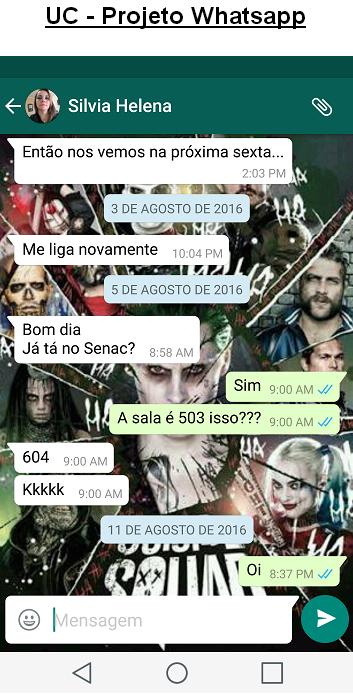 UC - Projeto Whatsapp
Silvia Helena
Então nos vemos na próxima sexta...
2:03 PM
3 DE AGOSTO DE 2016
Me liga novamente 10:04 PM
5 DE AGOSTO DE 2016
Bom dia
Já tá no Senac? 8:58 AM
Sim 9:00 AM
A sala é 503 isso??? 9:00 AM
604 9:00 AM
Kkkkk 9:00 AM
11 DE AGOSTO DE 2016
Oi 8:37 PM
Mensagem